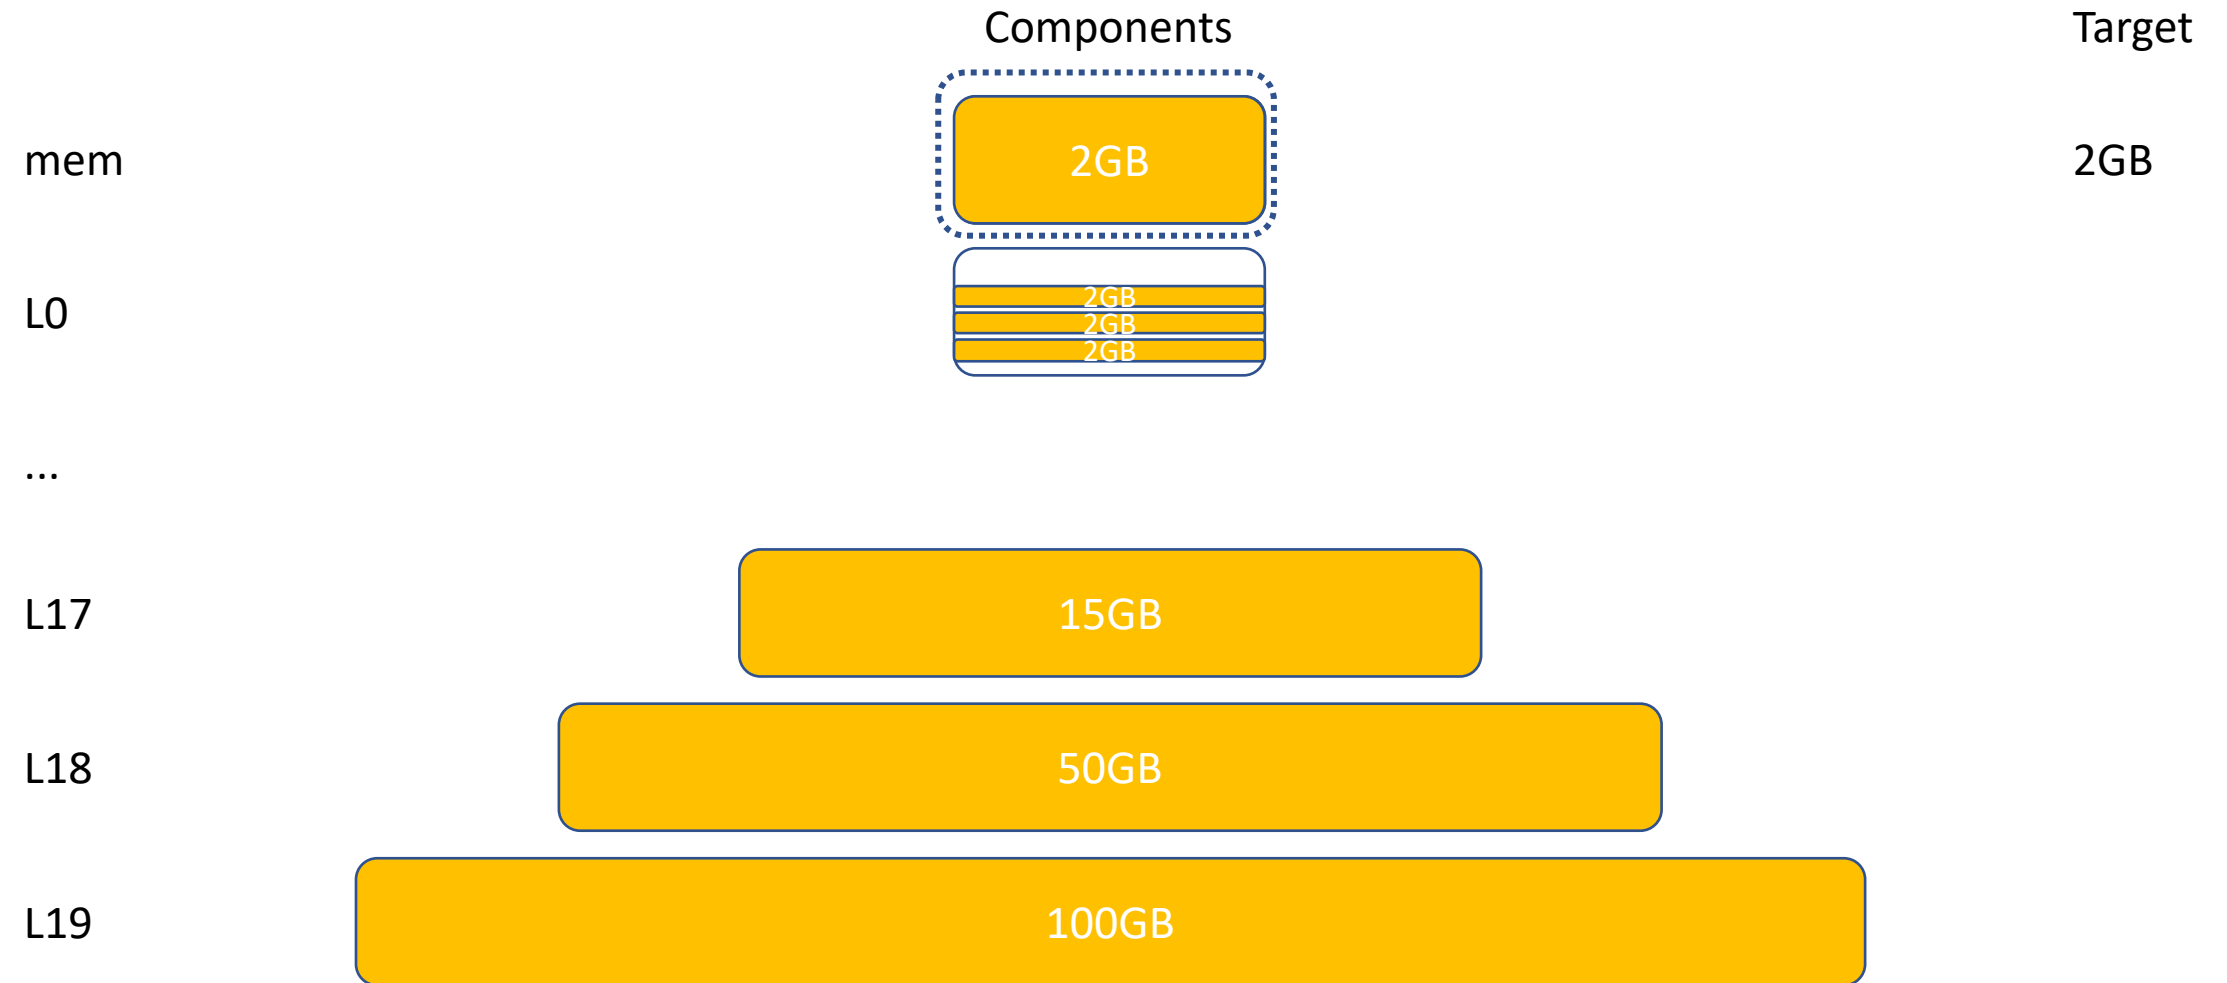 Components Target
mem 2GB 2GB
L0 2GB
2GB
2GB
...
L17 15GB
L18 50GB
L19 100GB